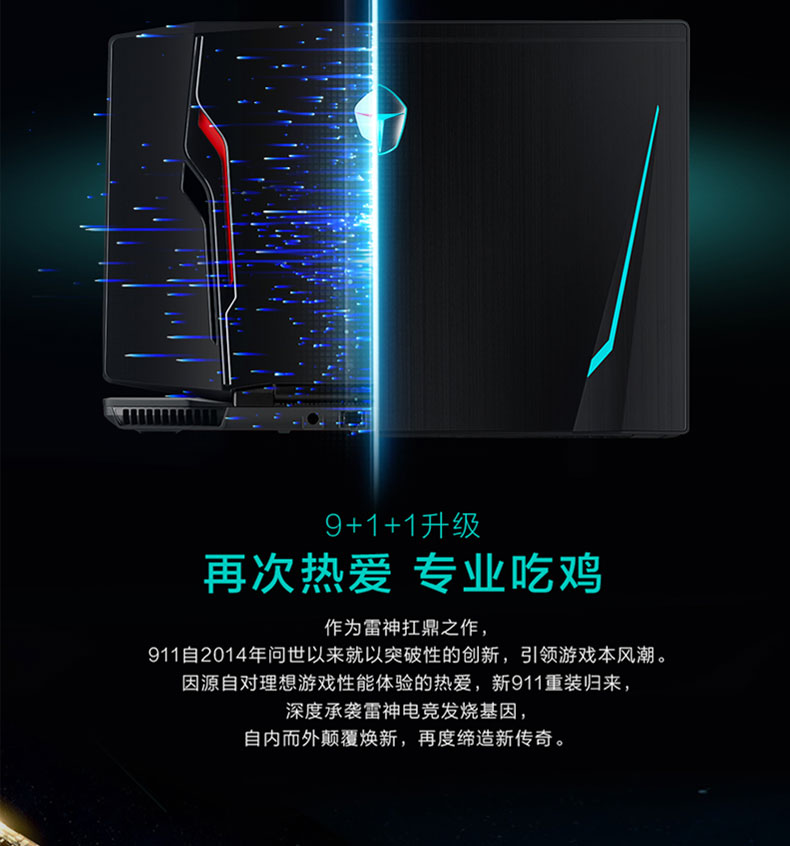 9+1+1升级
再次热爱 专业吃鸡
作为雷神扛鼎之作，
911自2014年问世以来就以突破性的创新，引领游戏本风潮。
因源自对理想游戏性能体验的热爱，新911重装归来，
深度承袭雷神电竞发烧基因，
自内而外颠覆焕新，再度缔造新传奇。